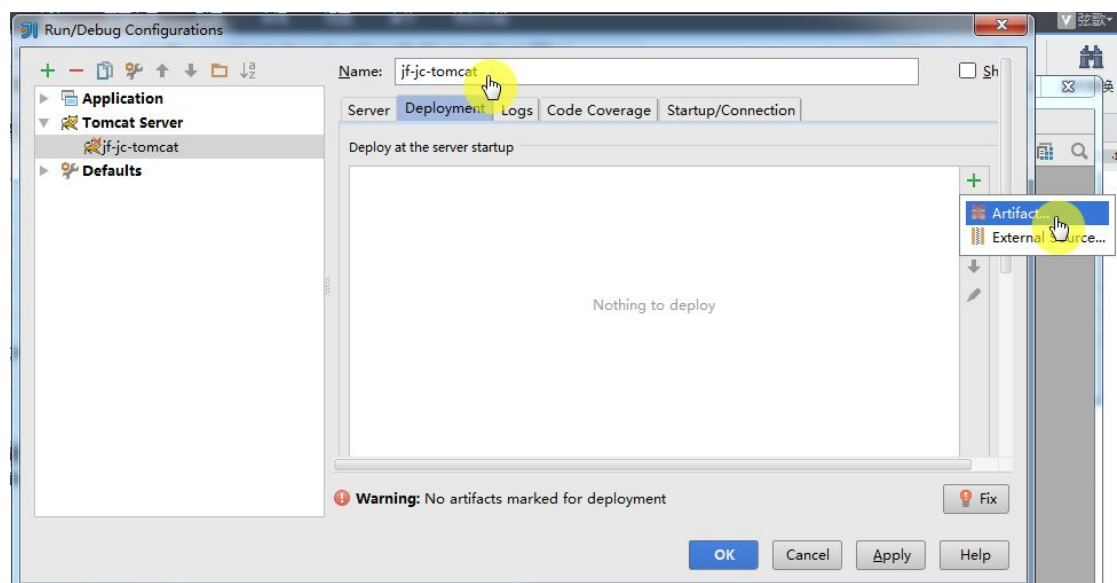 Run/Debug Configurations
弦歌
Name: jf-jc-tomcat
Sh
Application
Tomcat Server
jf-jc-tomcat
Defaults
Server Deployment Logs Code Coverage Startup/Connection
Deploy at the server startup
Artifact...
External Source...
Nothing to deploy
Warning: No artifacts marked for deployment
Fix
OK Cancel Apply Help